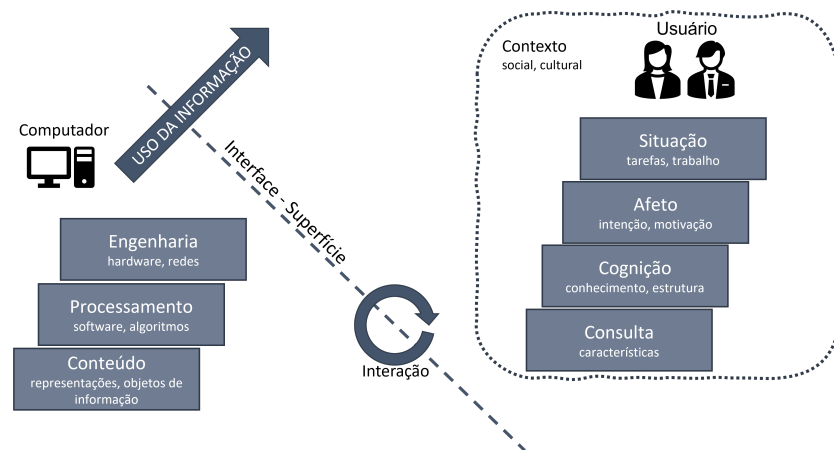 Computador
USO DA INFORMAÇÃO
Engenharia
hardware, redes
Processamento
software, algoritmos
Conteúdo
representações, objetos de
informação
Interface - Superfície
Interação
Contexto
social, cultural
Usuário
Situação
tarefas, trabalho
Afeto
intenção, motivação
Cognição
conhecimento, estrutura
Consulta
características